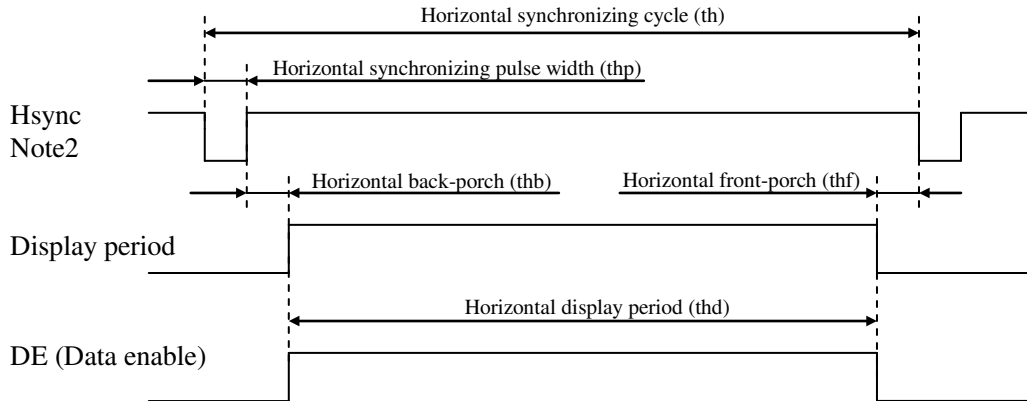 Horizontal synchronizing cycle (th)
Horizontal synchronizing pulse width (thp)
Hsync
Note2
Horizontal back-porch (thb)
Horizontal front-porch (thf)
Display period
Horizontal display period (thd)
DE (Data enable)